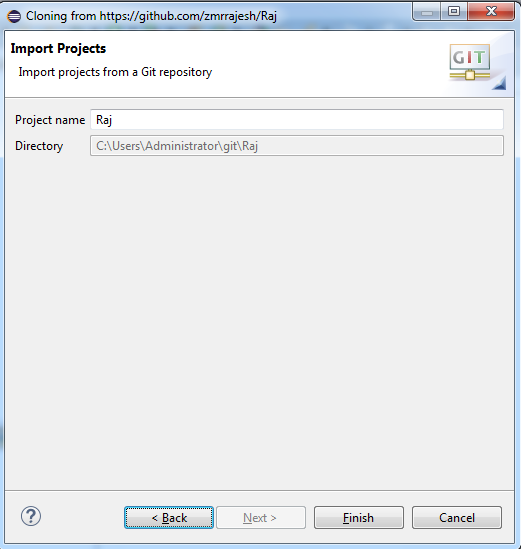 Cloning from https://github.com/zmrrajesh/Raj
Import Projects
Import projects from a Git repository
GIT
Project name Raj
Directory C:\Users\Administrator\git\Raj
? < Back Next > Finish Cancel